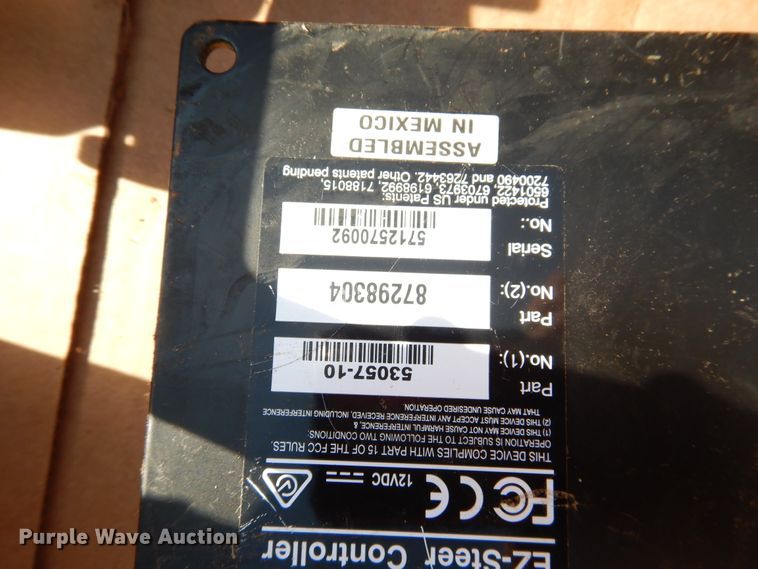 EZ-Steer Controller
FC CE 12VDC
THIS DEVICE COMPLIES WITH PART 15 OF THE FCC RULES.
OPERATION IS SUBJECT TO THE FOLLOWING TWO CONDITIONS:
(1) THIS DEVICE MAY NOT CAUSE HARMFUL INTERFERENCE, &
(2) THIS DEVICE MUST ACCEPT ANY INTERFERENCE RECEIVED, INCLUDING INTERFERENCE
THAT MAY CAUSE UNDESIRED OPERATION.
Part
No.(1):
53057-10
Part
No.(2):
87298304
Serial
No.:
5712570092
Protected under US Patents:
6501422, 6703973, 6198992, 7188015,
7200490 and 7263442. Other patents pending
ASSEMBLED
IN MEXICO
Purple Wave Auction